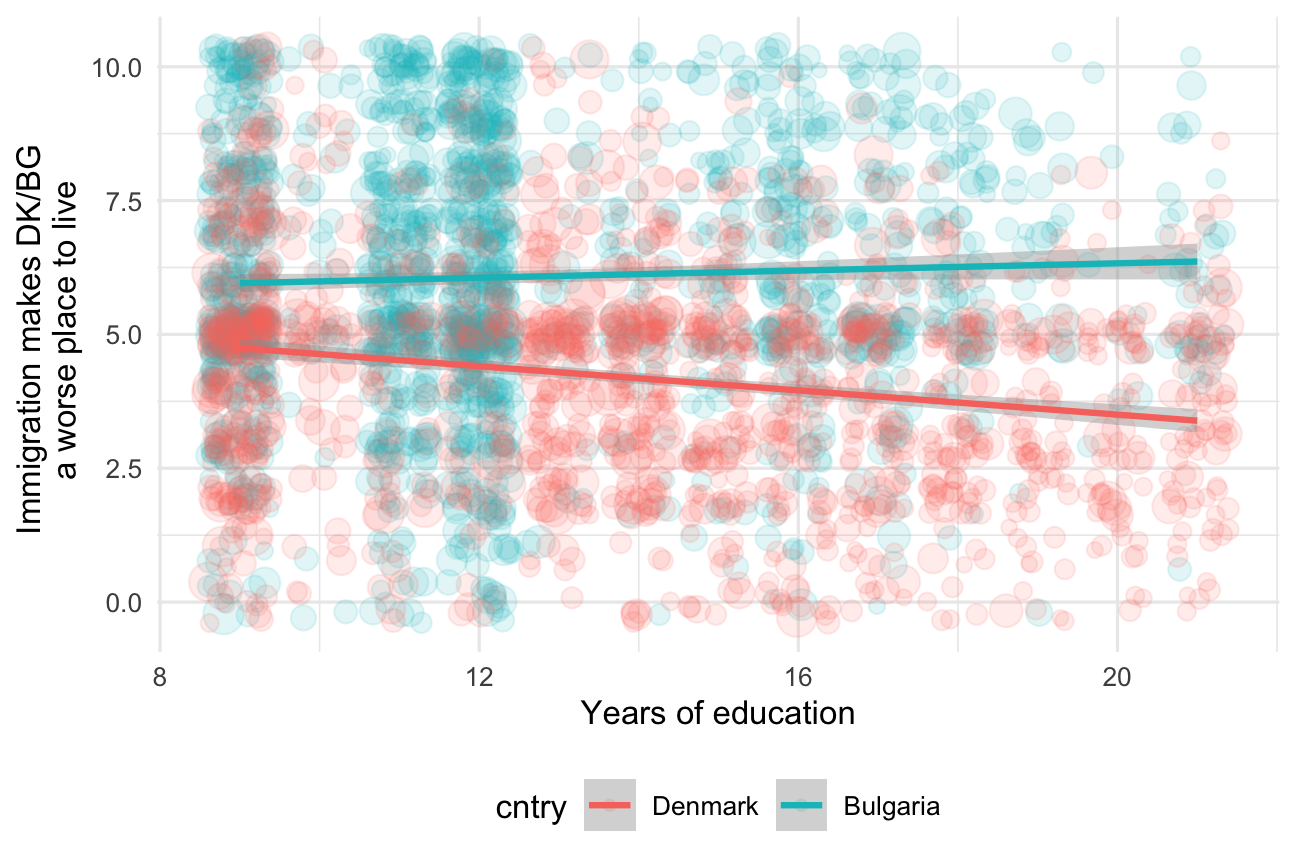 Immigration makes DK/BG
a worse place to live
10.0
7.5
5.0
2.5
0.0
8 12 16 20
Years of education
cntry Denmark Bulgaria